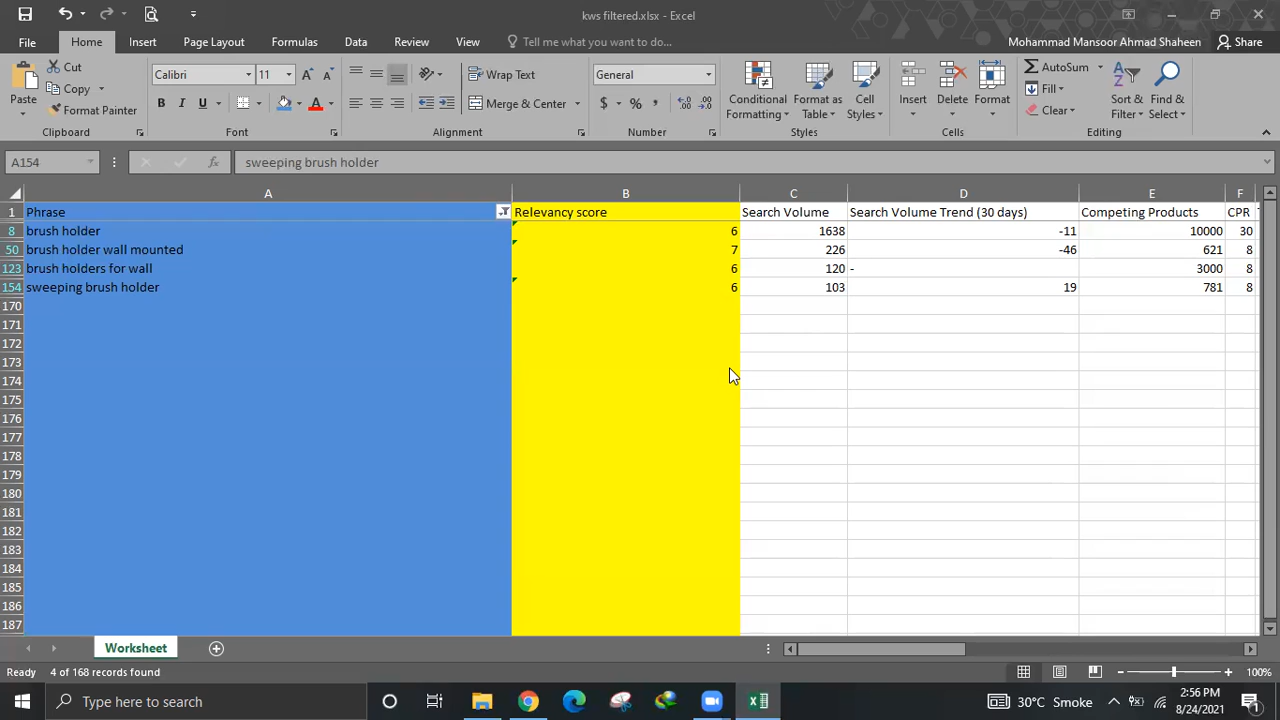 kws filtered.xlsx - Excel
File Home Insert Page Layout Formulas Data Review View Tell me what you want to do... Mohammad Mansoor Ahmad Shaheen Share
Cut Calibri 11 Wrap Text General AutoSum
Copy Fill
Paste Format Painter B I U Merge & Center $ % , Conditional Formatting Format as Table Cell Styles Insert Delete Format Clear Sort & Filter Find & Select
Clipboard Font Alignment Number Styles Cells Editing
A154 fx sweeping brush holder
A B C D E F
1 Phrase Relevancy score Search Volume Search Volume Trend (30 days) Competing Products CPR
8 brush holder 6 1638 -11 10000 30
50 brush holder wall mounted 7 226 -46 621 8
123 brush holders for wall 6 120 - 3000 8
154 sweeping brush holder 6 103 19 781 8
170
171
172
173
174
175
176
177
178
179
180
181
182
183
184
185
186
187
Worksheet
Ready 4 of 168 records found 100%
Type here to search 30°C Smoke 2:56 PM
8/24/2021